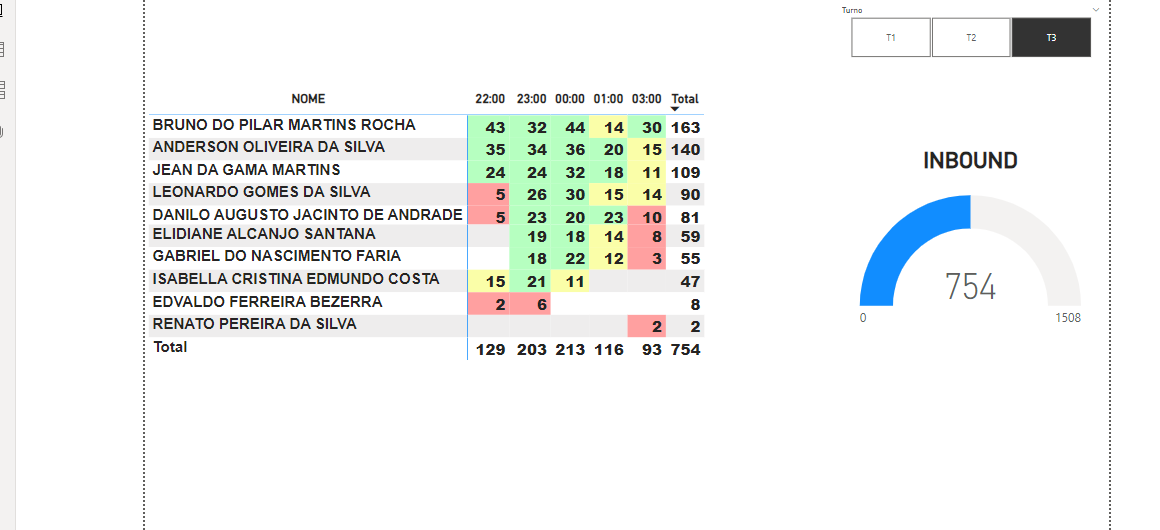 Turno
T1 T2 T3
NOME 22:00 23:00 00:00 01:00 03:00 Total
BRUNO DO PILAR MARTINS ROCHA 43 32 44 14 30 163
ANDERSON OLIVEIRA DA SILVA 35 34 36 20 15 140
JEAN DA GAMA MARTINS 24 24 32 18 11 109
LEONARDO GOMES DA SILVA 5 26 30 15 14 90
DANILO AUGUSTO JACINTO DE ANDRADE 5 23 20 23 10 81
ELIDIANE ALCANJO SANTANA 19 18 14 8 59
GABRIEL DO NASCIMENTO FARIA 18 22 12 3 55
ISABELLA CRISTINA EDMUNDO COSTA 15 21 11 47
EDVALDO FERREIRA BEZERRA 2 6 8
RENATO PEREIRA DA SILVA 2 2
Total 129 203 213 116 93 754
INBOUND
754
0 1508